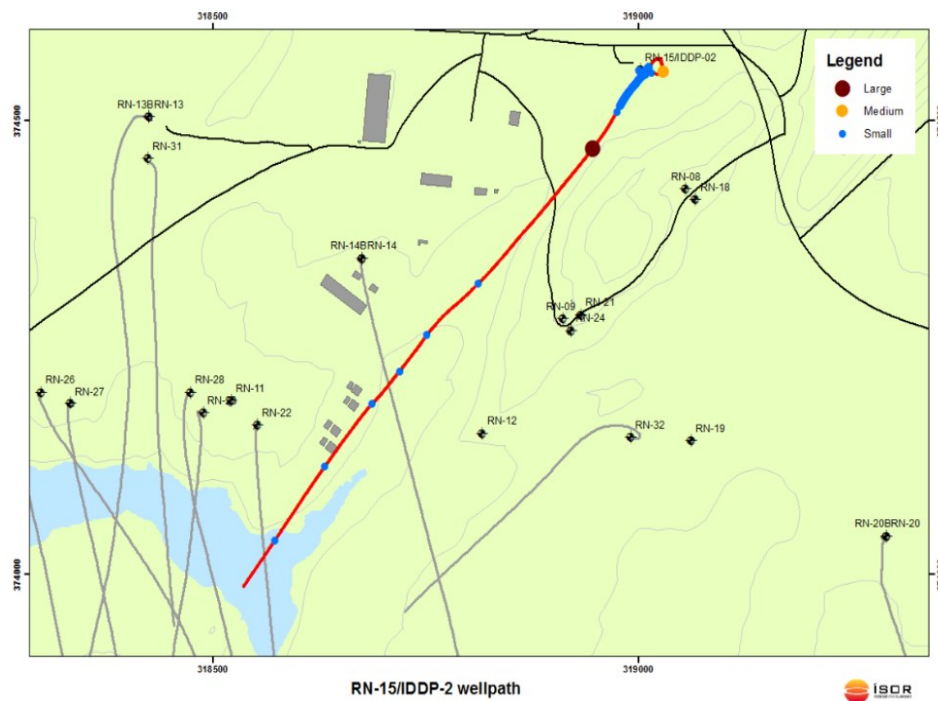 318500
319000
RN-15/IDDP-02
Legend
Large
Medium
Small
RN-13BRN-13
374500
RN-31
RN-08
RN-18
RN-14BRN-14
RN-21
RN-09
RN-24
RN-26
RN-27
RN-28
RN-11
RN-22
RN-12
RN-32
RN-19
RN-20BRN-20
374000
318500
319000
RN-15/IDDP-2 wellpath
ÍSOR